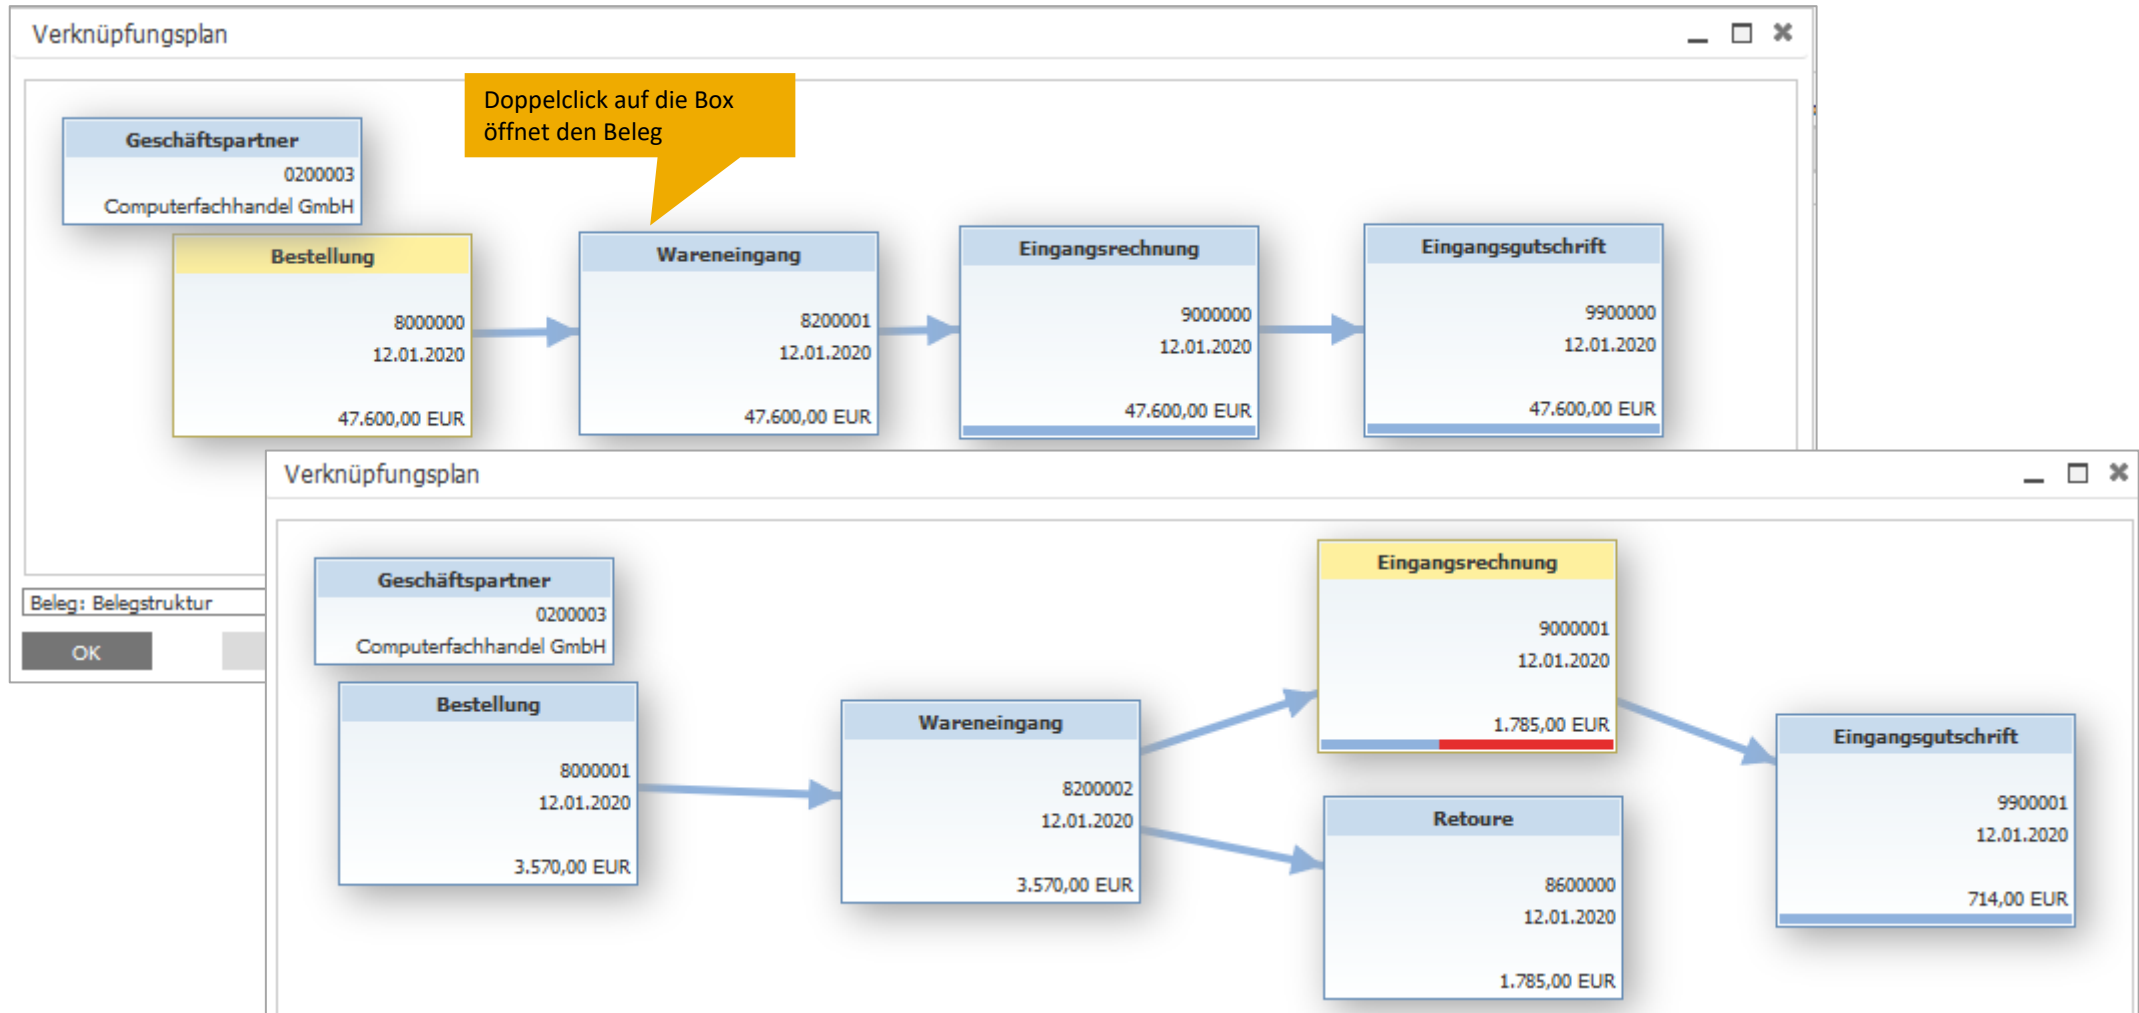 Verknüpfungsplan
Doppelclick auf die Box
öffnet den Beleg
Geschäftspartner
0200003
Computerfachhandel GmbH
Bestellung
8000000
12.01.2020
47.600,00 EUR
Wareneingang
8200001
12.01.2020
47.600,00 EUR
Eingangsrechnung
9000000
12.01.2020
47.600,00 EUR
Eingangsgutschrift
9900000
12.01.2020
47.600,00 EUR
Beleg: Belegstruktur
OK
Verknüpfungsplan
Geschäftspartner
0200003
Computerfachhandel GmbH
Bestellung
8000001
12.01.2020
3.570,00 EUR
Wareneingang
8200002
12.01.2020
3.570,00 EUR
Eingangsrechnung
9000001
12.01.2020
1.785,00 EUR
Retoure
8600000
12.01.2020
1.785,00 EUR
Eingangsgutschrift
9900001
12.01.2020
714,00 EUR